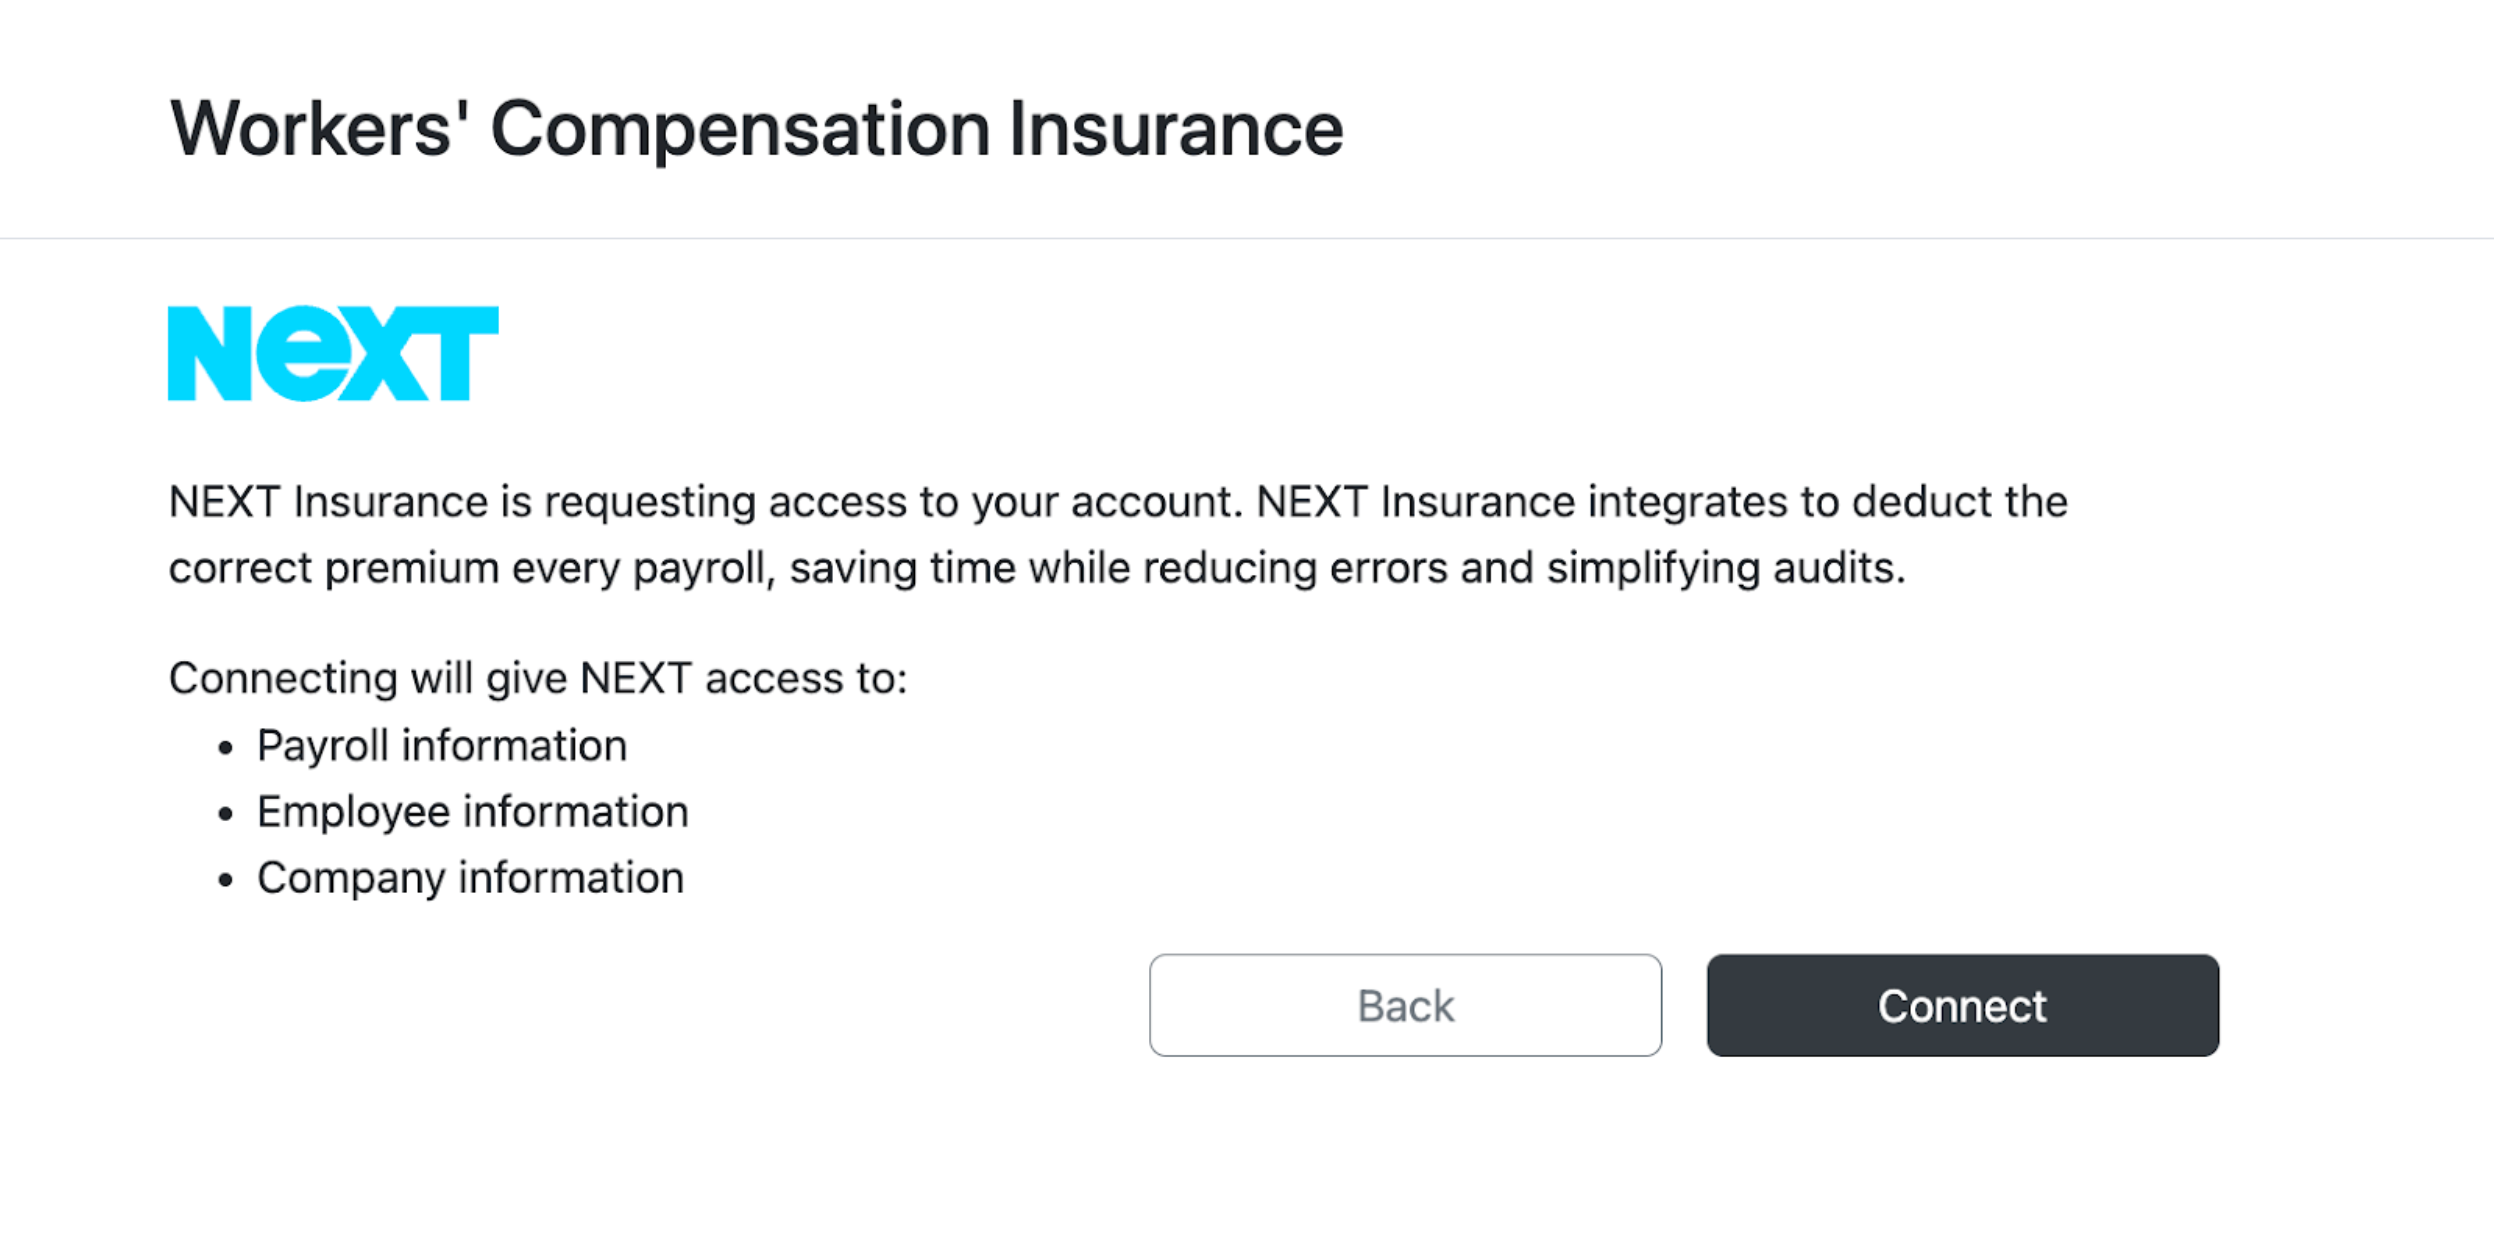 Workers' Compensation Insurance
NeXT
NEXT Insurance is requesting access to your account. NEXT Insurance integrates to deduct the
correct premium every payroll, saving time while reducing errors and simplifying audits.
Connecting will give NEXT access to:
• Payroll information
• Employee information
• Company information
Back
Connect